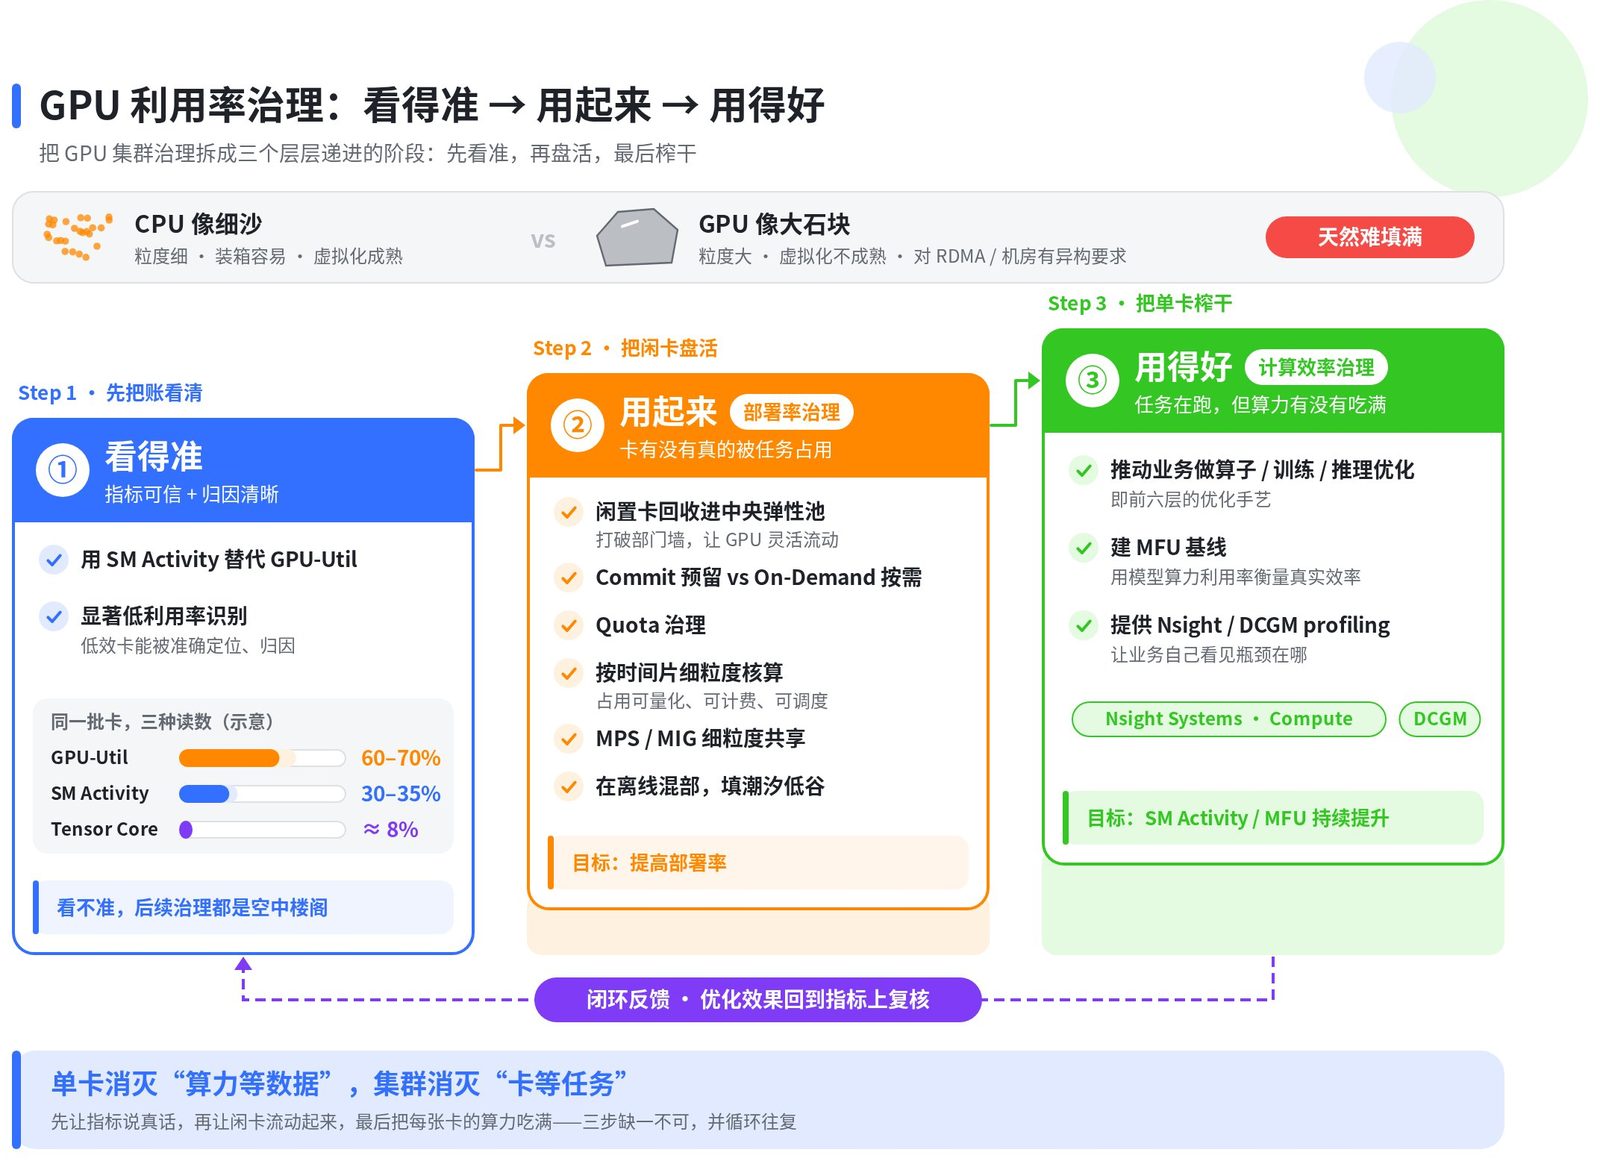 GPU 利用率治理：看得准 → 用起来 → 用得好
把 GPU 集群治理拆成三个层层递进的阶段：先看准，再盘活，最后榨干
CPU 像细沙
粒度细 · 装箱容易 · 虚拟化成熟
vs
GPU 像大石块
粒度大 · 虚拟化不成熟 · 对 RDMA / 机房有异构要求
天然难填满
Step 1 · 先把账看清
① 看得准
指标可信 + 归因清晰
用 SM Activity 替代 GPU-Util
显著低利用率识别
低效卡能被准确定位、归因
同一批卡，三种读数（示意）
GPU-Util 60–70%
SM Activity 30–35%
Tensor Core ≈ 8%
看不准，后续治理都是空中楼阁
Step 2 · 把闲卡盘活
② 用起来 部署率治理
卡有没有真的被任务占用
闲置卡回收进中央弹性池
打破部门墙，让 GPU 灵活流动
Commit 预留 vs On-Demand 按需
Quota 治理
按时间片细粒度核算
占用可量化、可计费、可调度
MPS / MIG 细粒度共享
在离线混部，填潮汐低谷
目标：提高部署率
Step 3 · 把单卡榨干
③ 用得好 计算效率治理
任务在跑，但算力有没有吃满
推动业务做算子 / 训练 / 推理优化
即前六层的优化手艺
建 MFU 基线
用模型算力利用率衡量真实效率
提供 Nsight / DCGM profiling
让业务自己看见瓶颈在哪
Nsight Systems · Compute
DCGM
目标：SM Activity / MFU 持续提升
闭环反馈 · 优化效果回到指标上复核
单卡消灭“算力等数据”，集群消灭“卡等任务”
先让指标说真话，再让闲卡流动起来，最后把每张卡的算力吃满——三步缺一不可，并循环往复